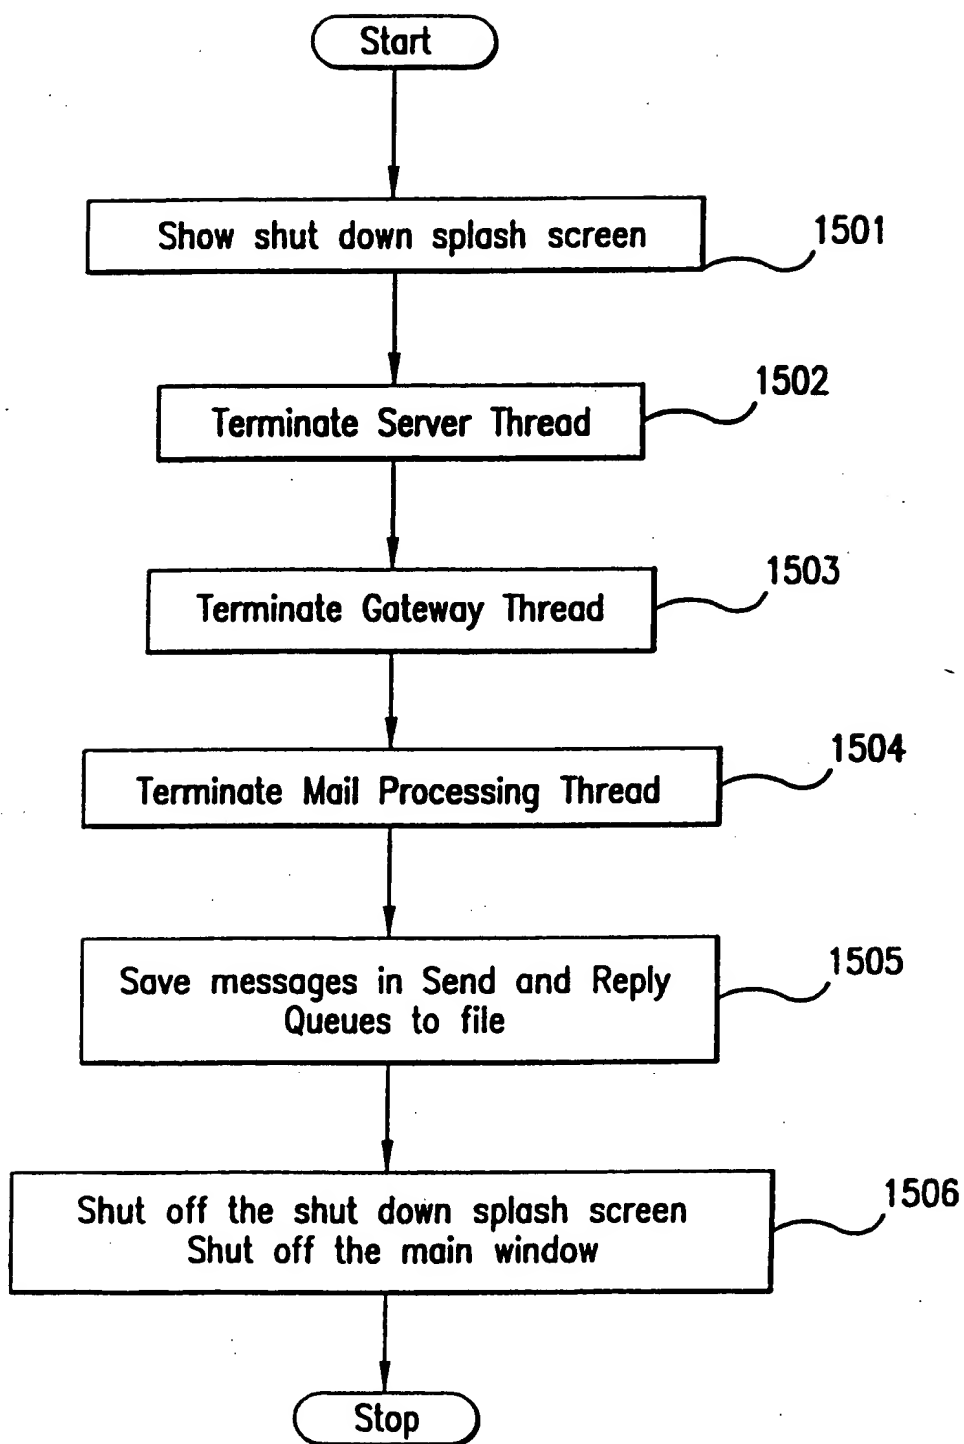 Start
Show shut down splash screen
1501
1502
Terminate Server Thread
1503
Terminate Gateway Thread
1504
Terminate Mail Processing Thread
1505
Save messages in Send and Reply
Queues to file
1506
Shut off the shut down splash screen
Shut off the main window
Stop